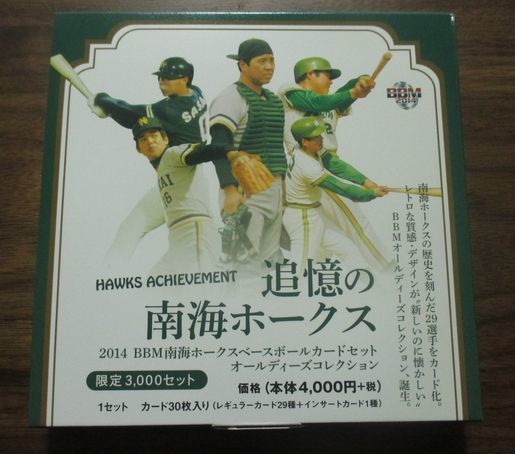 BBM
2014
HAWKS ACHIEVEMENT
追憶の
南海ホークス
2014 BBM南海ホークスベースボールカードセット
オールディーズコレクション
限定3,000セット
価格(本体4,000円+税)
1セット カード30枚入り(レギュラーカード29種+インサートカード1種)
南海ホークスの歴史を刻んだ29選手をカード化。
レトロな質感・デザインが“新しいのに懐かしい”
BBMオールディーズコレクション、誕生。